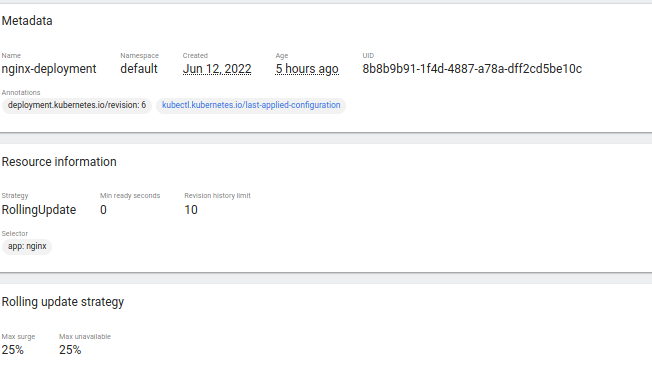 Metadata
Name Namespace Created Age UID
nginx-deployment default Jun 12, 2022 5 hours ago 8b8b9b91-1f4d-4887-a78a-dff2cd5be10c
Annotations
deployment.kubernetes.io/revision: 6 kubectl.kubernetes.io/last-applied-configuration
Resource information
Strategy Min ready seconds Revision history limit
RollingUpdate 0 10
Selector
app: nginx
Rolling update strategy
Max surge Max unavailable
25% 25%